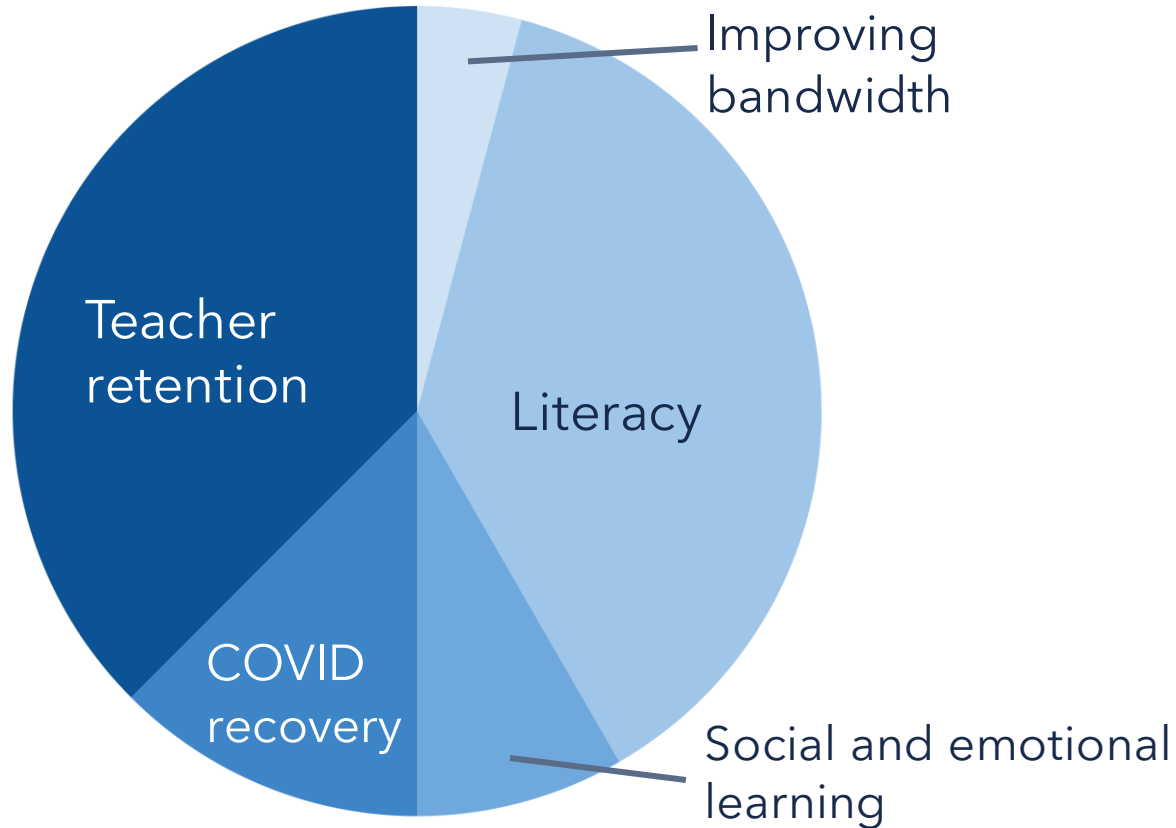 Improving
bandwidth
Teacher
retention
Literacy
COVID
recovery
Social and emotional
learning